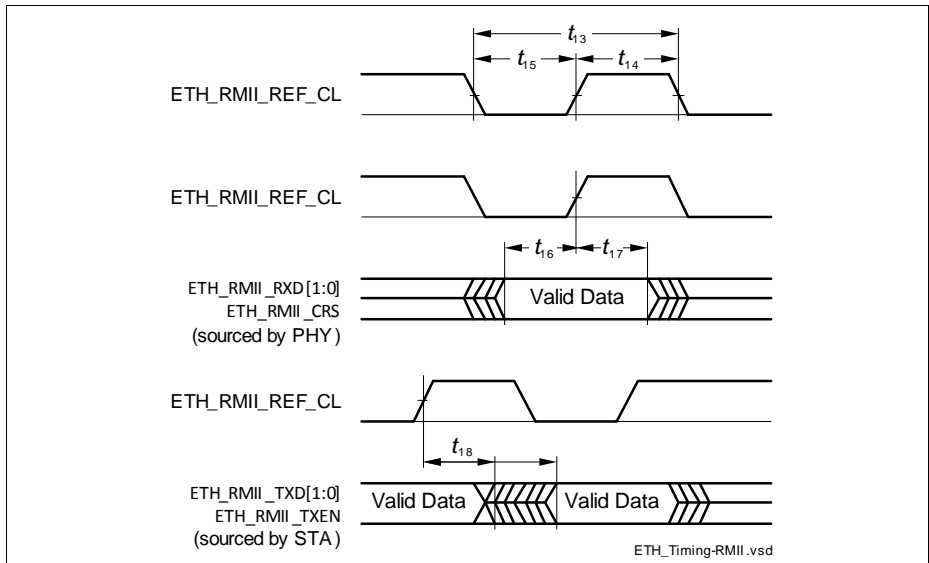 t13
t15 t14
ETH_RMII_REF_CL
ETH_RMII_REF_CL
t16 t17
ETH_RMII_RXD[1:0]
ETH_RMII_CRS
(sourced by PHY)
Valid Data
ETH_RMII_REF_CL
t18
ETH_RMII_TXD[1:0]
ETH_RMII_TXEN
(sourced by STA)
Valid Data Valid Data
ETH_Timing-RMII.vsd